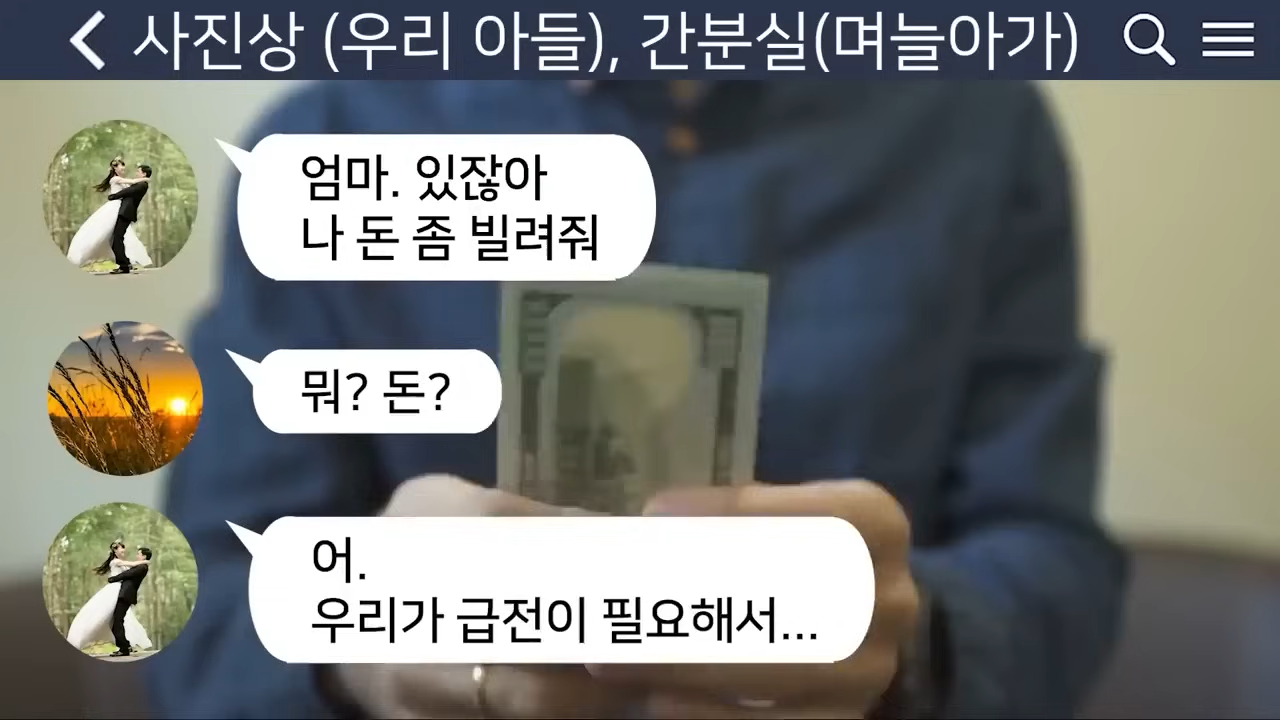 사진상 (우리 아들), 간분실(며늘아가)
엄마. 있잖아
나 돈 좀 빌려줘
뭐? 돈?
어.
우리가 급전이 필요해서...